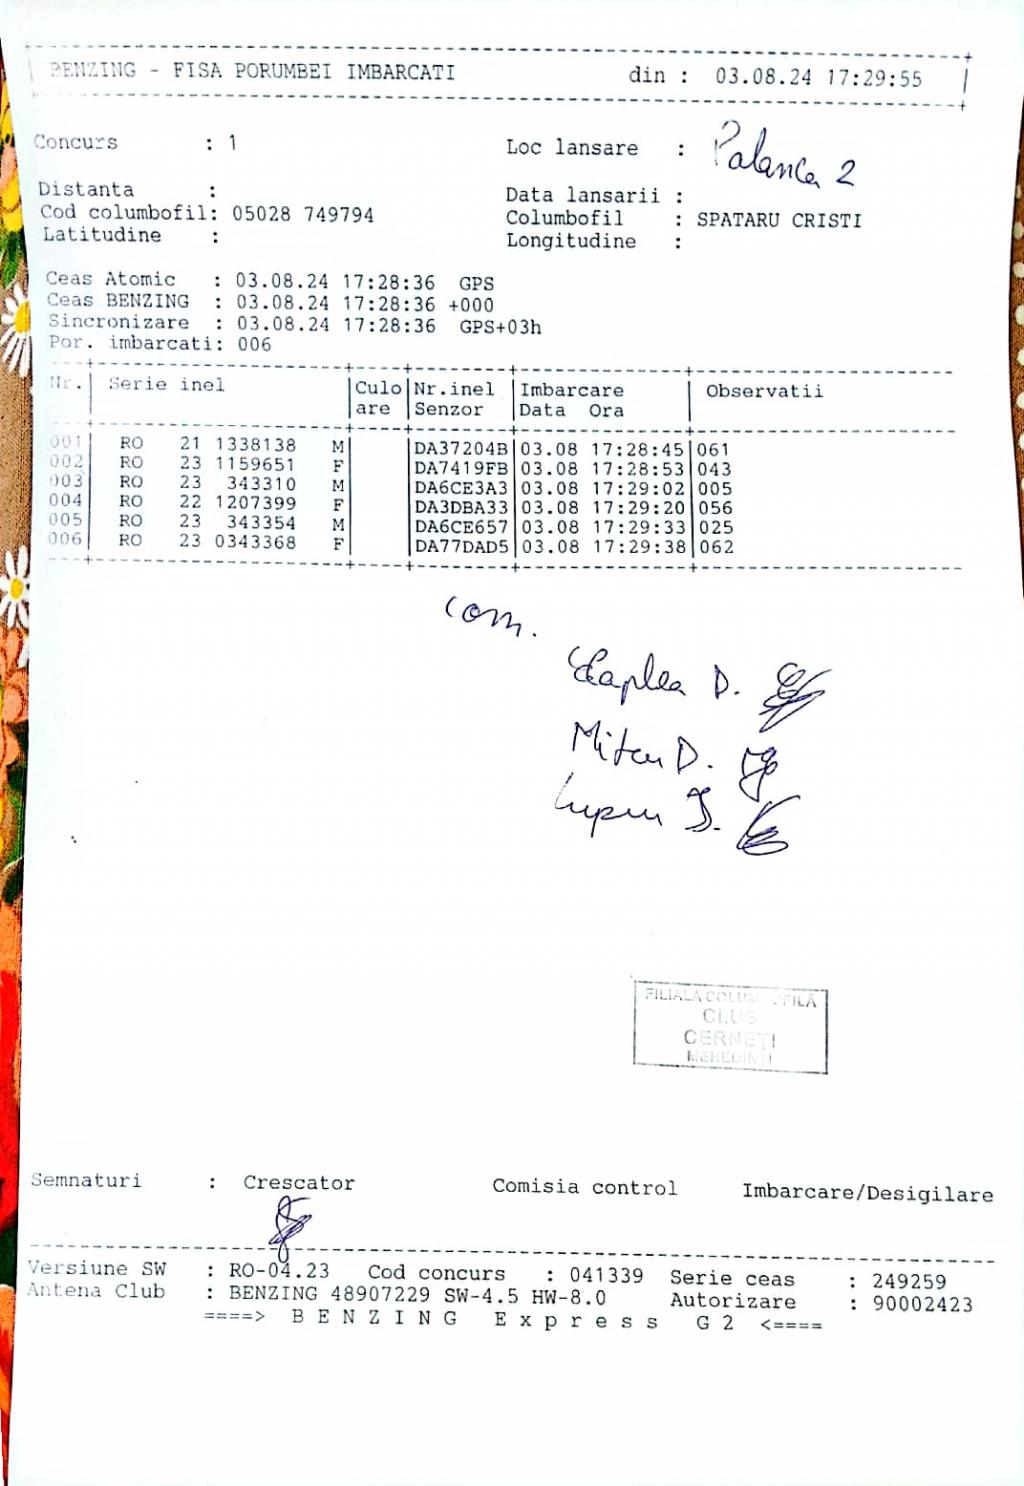 BENZING - FISA PORUMBEI IMBARCATI din : 03.08.24 17:29:55
Concurs : 1 Loc lansare : Palanca 2
Distanta : Data lansarii :
Cod columbofil: 05028 749794 Columbofil : SPATARU CRISTI
Latitudine : Longitudine :
Ceas Atomic : 03.08.24 17:28:36 GPS
Ceas BENZING : 03.08.24 17:28:36 +000
Sincronizare : 03.08.24 17:28:36 GPS+03h
Por. imbarcati: 006
Nr. Serie inel Culo Nr.inel Imbarcare Observatii
are Senzor Data Ora
001 RO 21 1338138 M DA37204B 03.08 17:28:45 061
002 RO 23 1159651 F DA7419FB 03.08 17:28:53 043
003 RO 23 343310 M DA6CE3A3 03.08 17:29:02 005
004 RO 22 1207399 F DA3DBA33 03.08 17:29:20 056
005 RO 23 343354 M DA6CE657 03.08 17:29:33 025
006 RO 23 0343368 F DA77DAD5 03.08 17:29:38 062
com.
D.
D.
FILIALA COLUMBOFILĂ
CLUB
CERNEȚI
MEHEDINȚI
Semnaturi : Crescator Comisia control Imbarcare/Desigilare
Versiune SW : RO-04.23 Cod concurs : 041339 Serie ceas : 249259
Antena Club : BENZING 48907229 SW-4.5 HW-8.0 Autorizare : 90002423
====> B E N Z I N G E x p r e s s G 2 <====